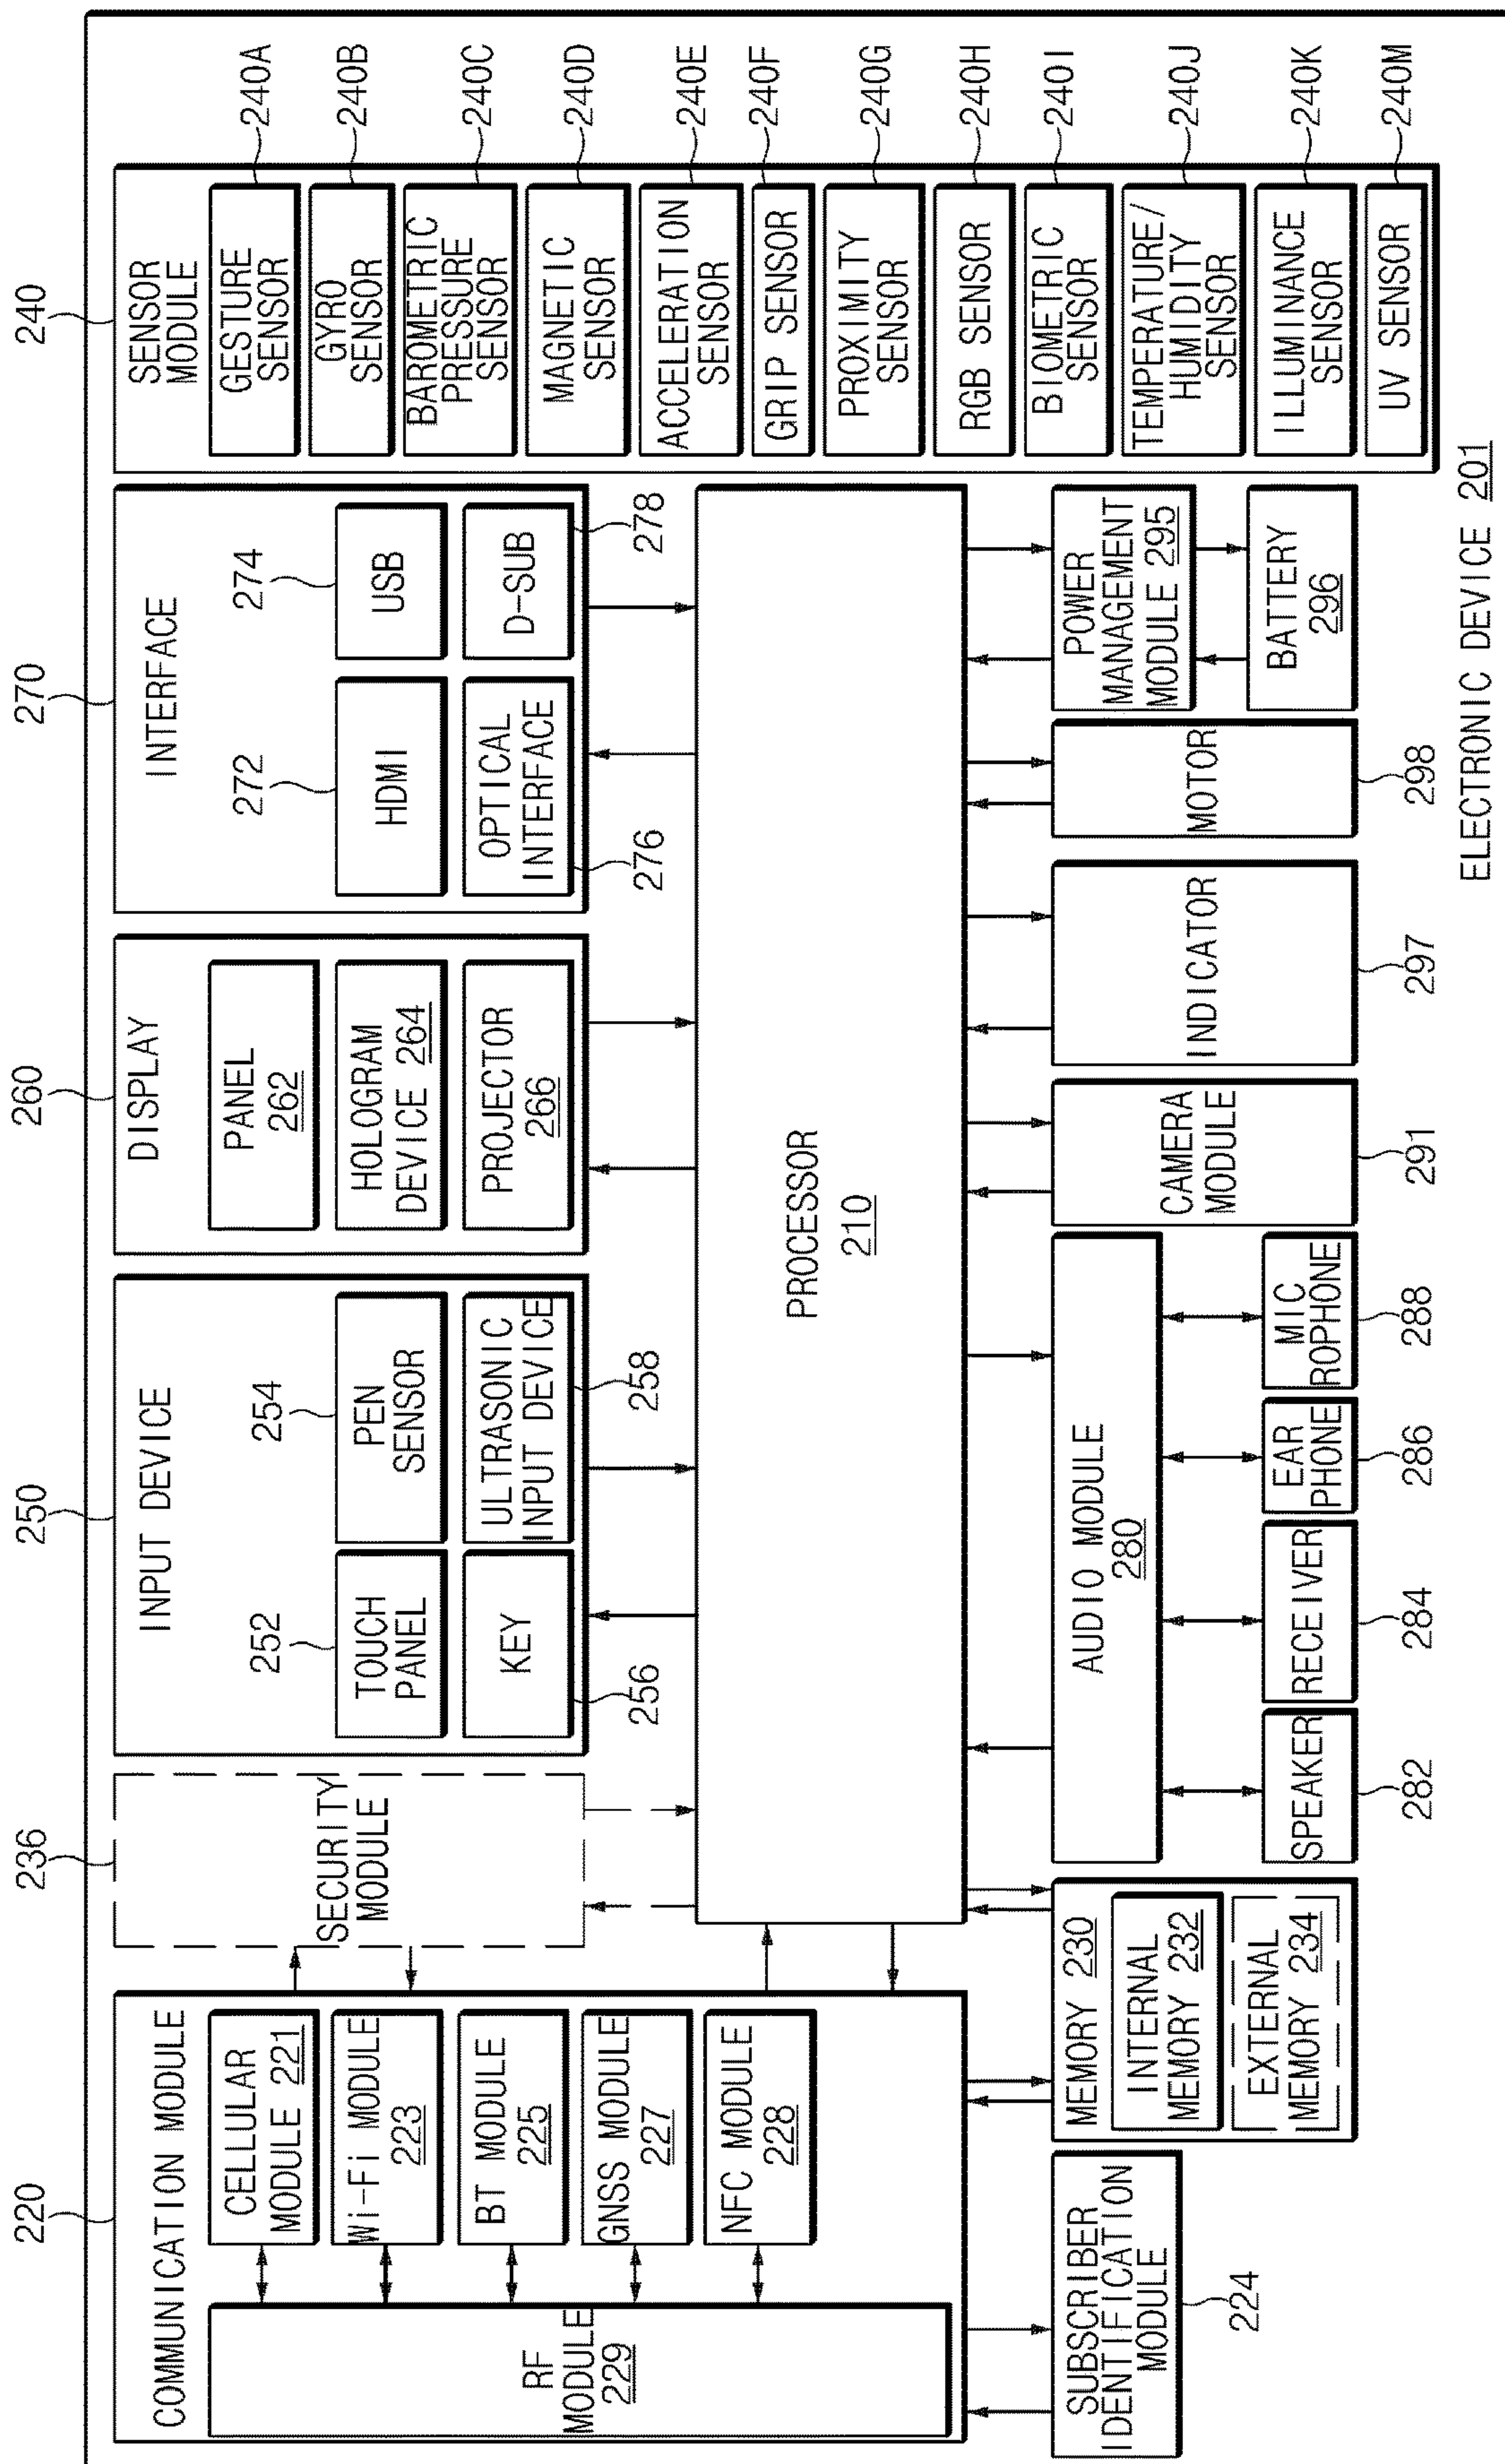 220
COMMUNICATION MODULE
RF
MODULE
229
CELLULAR
MODULE 221
Wi-Fi MODULE
223
BT MODULE
225
GNSS MODULE
227
NFC MODULE
228
236
SECURITY
MODULE
250
INPUT DEVICE
252
TOUCH
PANEL
254
PEN
SENSOR
KEY
256
ULTRASONIC
INPUT DEVICE
258
260
DISPLAY
PANEL
262
HOLOGRAM
DEVICE 264
PROJECTOR
266
270
INTERFACE
272
HDMI
274
USB
OPTICAL
INTERFACE
276
D-SUB
278
240
SENSOR
MODULE
GESTURE
SENSOR
240A
GYRO
SENSOR
240B
BAROMETRIC
PRESSURE
SENSOR
240C
MAGNETIC
SENSOR
240D
ACCELERATION
SENSOR
240E
GRIP SENSOR
240F
PROXIMITY
SENSOR
240G
RGB SENSOR
240H
BIOMETRIC
SENSOR
240I
TEMPERATURE/
HUMIDITY
SENSOR
240J
ILLUMINANCE
SENSOR
240K
UV SENSOR
240M
PROCESSOR
210
SUBSCRIBER
IDENTIFICATION
MODULE
224
MEMORY 230
INTERNAL
MEMORY 232
EXTERNAL
MEMORY 234
AUDIO MODULE
280
SPEAKER
282
RECEIVER
284
EAR
PHONE
286
MIC
ROPHONE
288
CAMERA
MODULE
291
INDICATOR
297
MOTOR
298
POWER
MANAGEMENT
MODULE 295
BATTERY
296
ELECTRONIC DEVICE 201